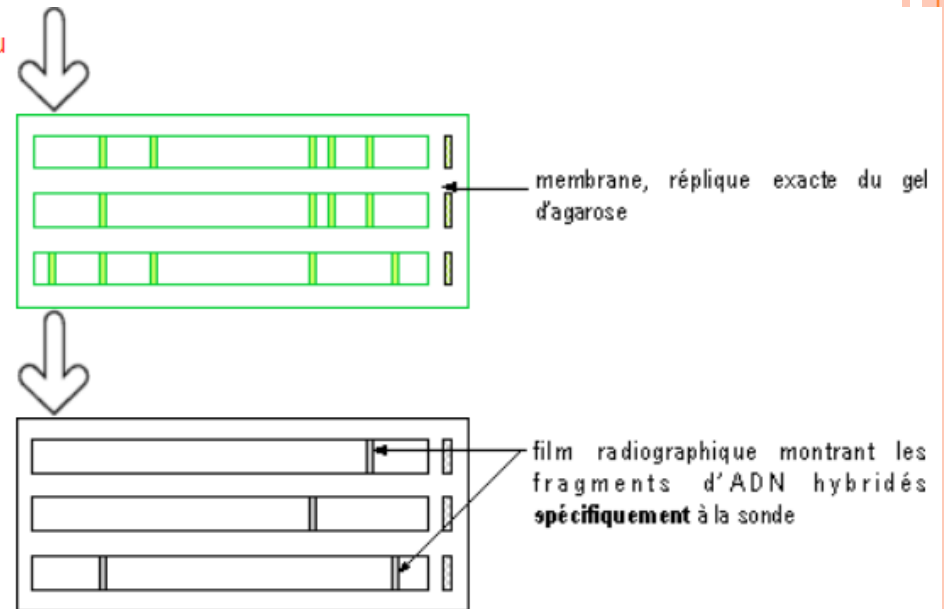 u
membrane, réplique exacte du gel
d'agarose
film radiographique montrant les
fragments d'ADN hybridés
spécifiquement à la sonde